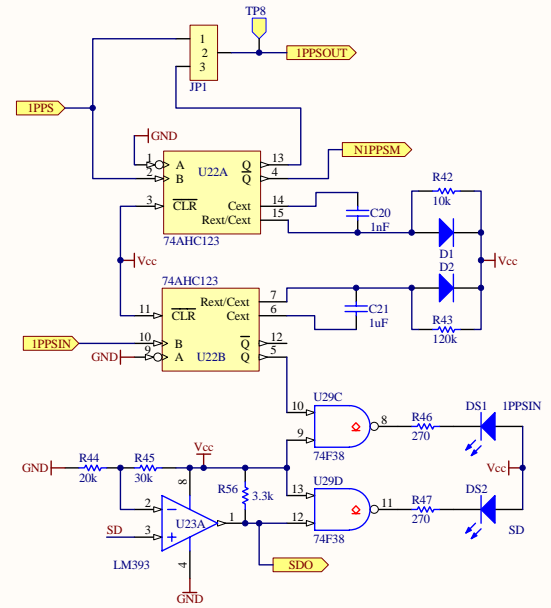 TP8
1
2
3
1PPSOUT
1PPS
JP1
GND
1
A
Q
13
N1PPSM
2
B
U22A
Q
4
R42
10k
3
CLR
Cext
14
Rext/Cext
15
C20
1nF
74AHC123
D1
Vcc
Vcc
74AHC123
D2
Rext/Cext
7
11
CLR
Cext
6
C21
1uF
R43
120k
1PPSIN
10
B
Q
12
GND
9
A
U22B
Q
5
U29C
10
8
R46
270
DS1
1PPSIN
9
74F38
Vcc
R44
20k
R45
30k
GND
Vcc
8
R56
3.3k
U29D
13
11
R47
270
DS2
SD
2
U23A
1
12
74F38
SD
3
LM393
4
SDO
GND